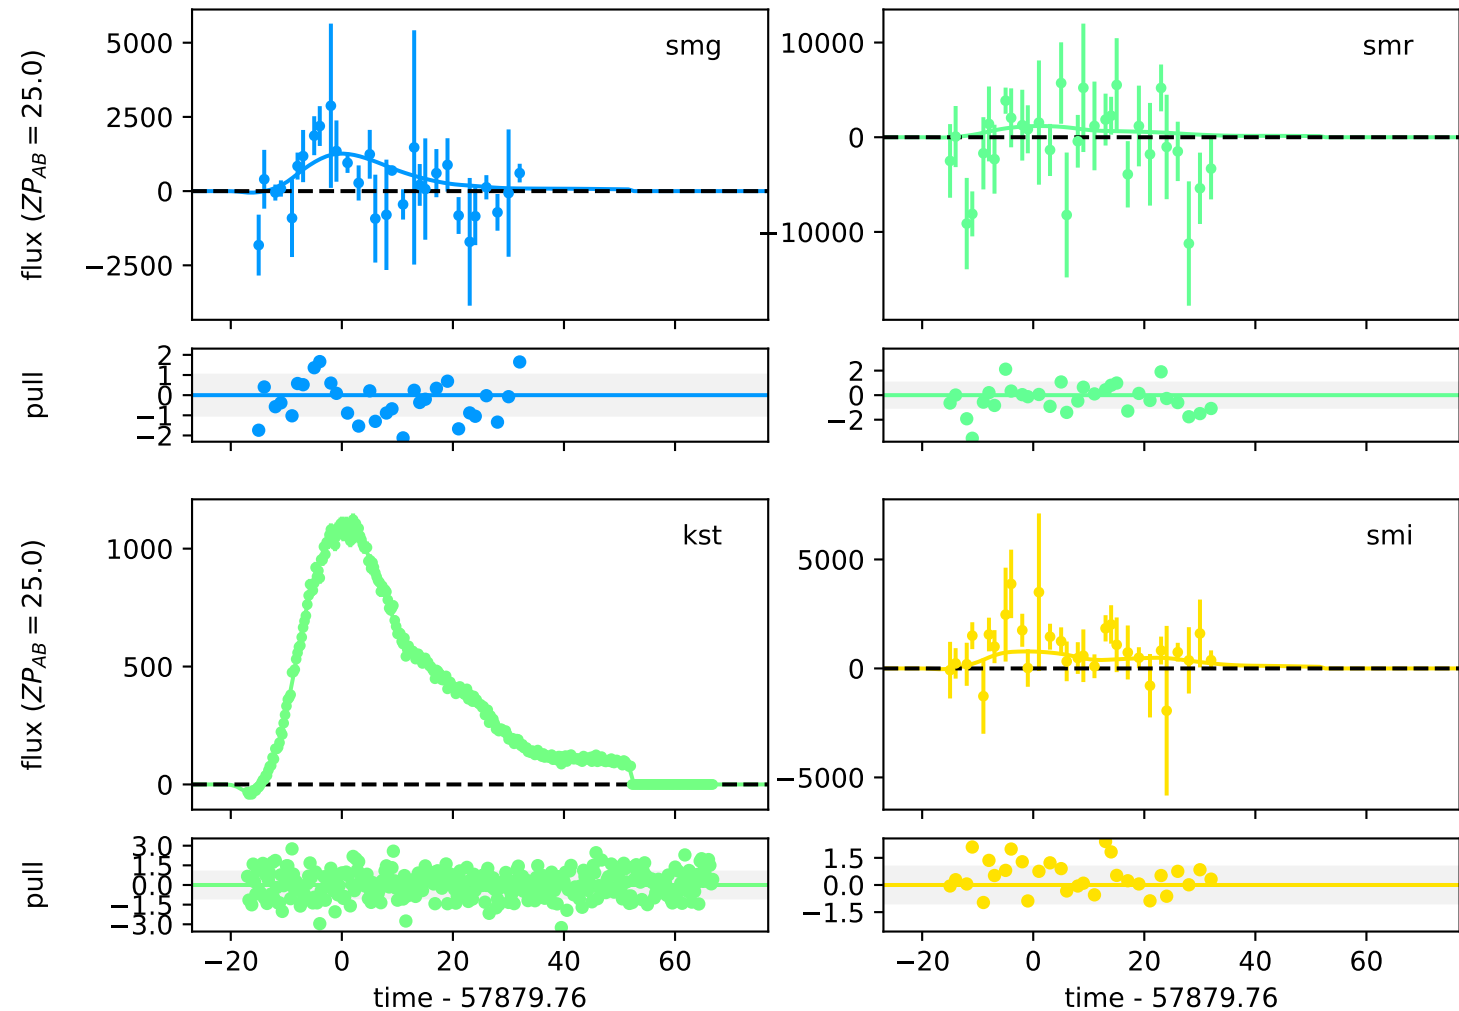 flux (ZP_AB = 25.0)
5000
2500
0
−2500
smg
10000
0
−10000
smr
pull
2
1
0
−1
−2
2
0
−2
flux (ZP_AB = 25.0)
1000
500
0
kst
5000
0
−5000
smi
pull
3.0
1.5
0.0
−1.5
−3.0
1.5
0.0
−1.5
−20 0 20 40 60
−20 0 20 40 60
time - 57879.76
time - 57879.76